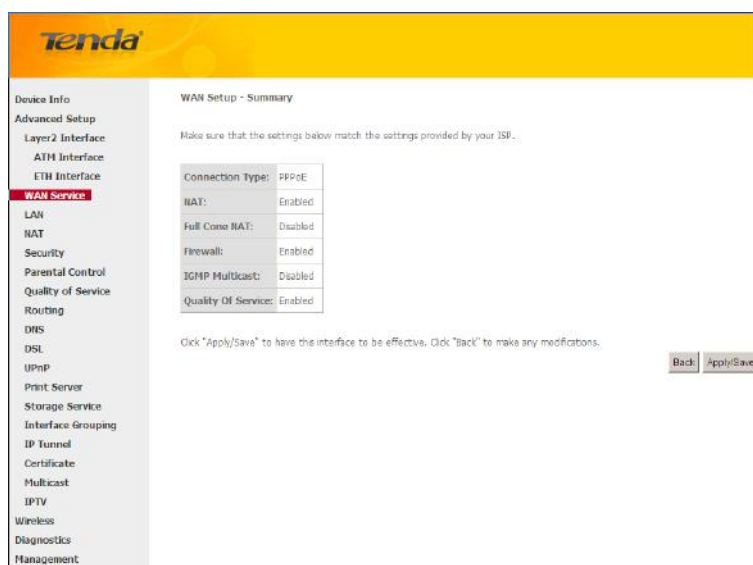 Tenda
Device Info
Advanced Setup
Layer2 Interface
ATM Interface
ETH Interface
WAN Service
LAN
NAT
Security
Parental Control
Quality of Service
Routing
DNS
DSL
UPnP
Print Server
Storage Service
Interface Grouping
IP Tunnel
Certificate
Multicast
IPTV
Wireless
Diagnostics
Management
WAN Setup - Summary
Make sure that the settings below match the settings provided by your ISP.
Connection Type: PPPoE
NAT: Enabled
Full Cone NAT: Disabled
Firewall: Enabled
IGMP Multicast: Disabled
Quality Of Service: Enabled
Click "Apply/Save" to have this interface to be effective. Click "Back" to make any modifications.
Back Apply/Save